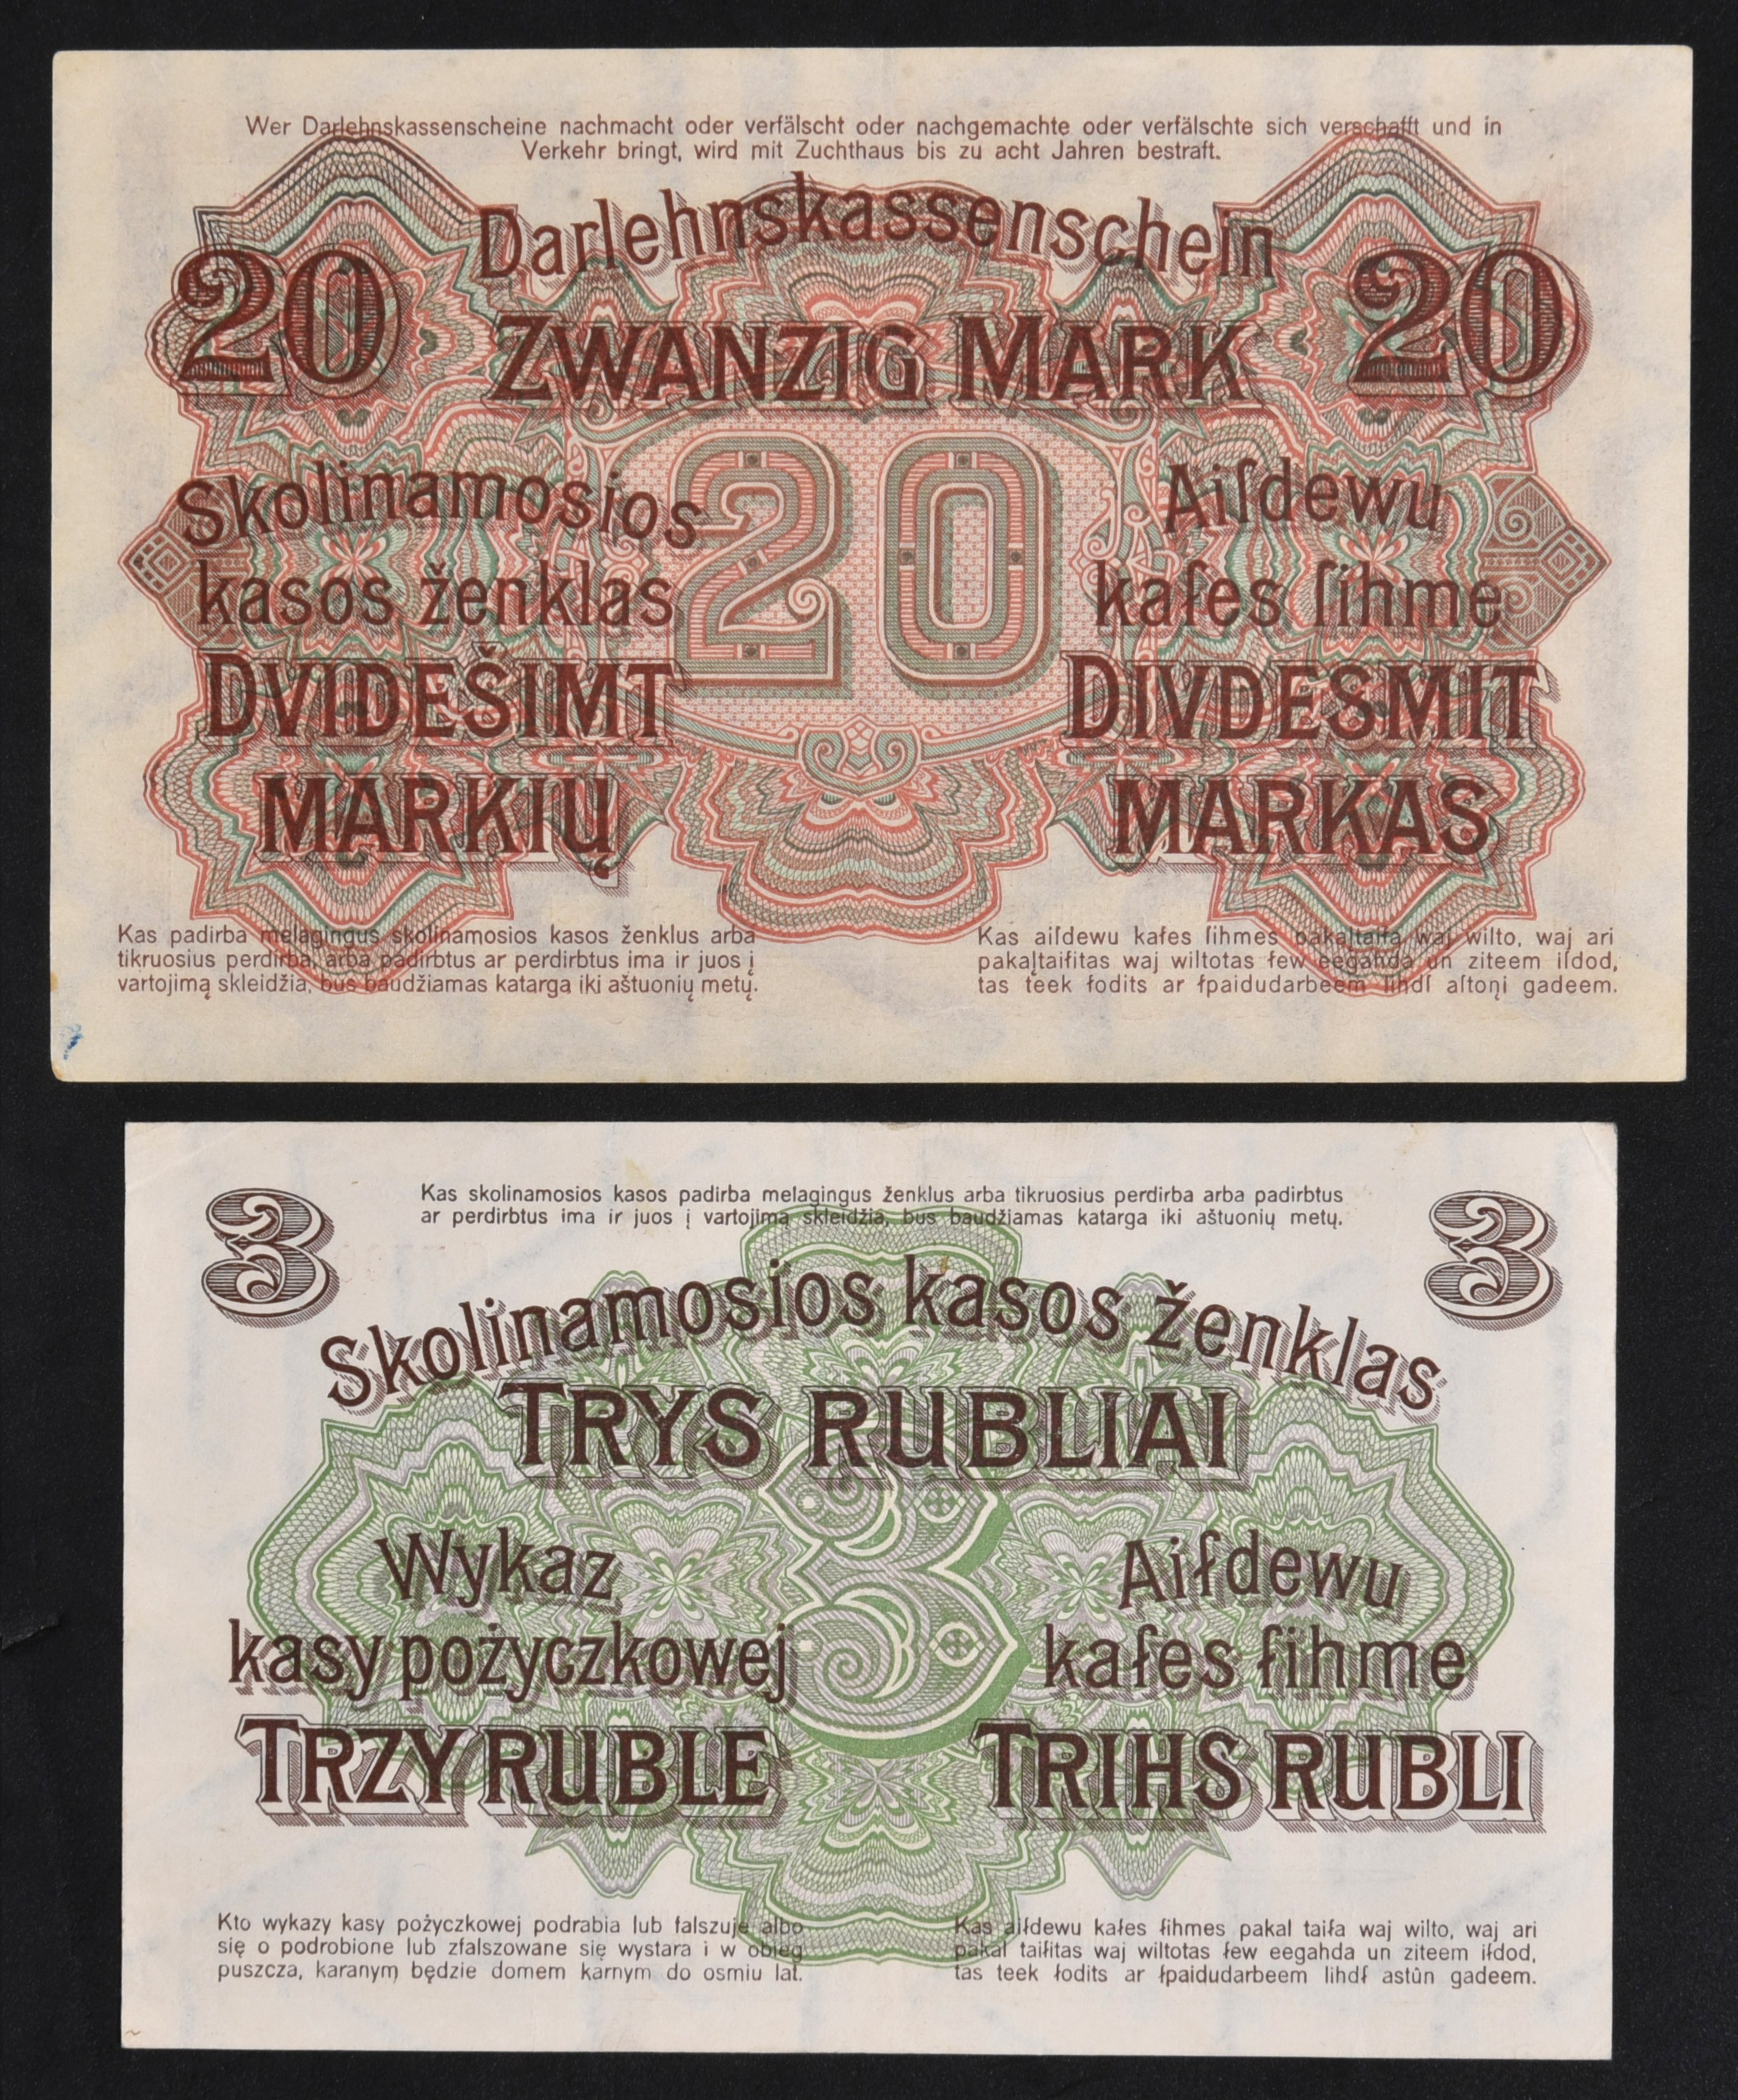 Wer Darlehnskassenscheine nachmacht oder verfälscht oder nachgemachte oder verfälschte sich verschafft und in
Verkehr bringt, wird mit Zuchthaus bis zu acht Jahren bestraft.
Darlehnskassenschein
20 ZWANZIG MARK 20
20
Skolinamosios
kasos ženklas
DVIDEŠIMT
MARKIŲ
Aiſdewu
kaſes ſihme
DIVDESMIT
MARKAS
Kas padirba melagingus skolinamosios kasos ženklus arba
tikruosius perdirba, arba padirbtus ar perdirbtus ima ir juos į
vartojimą skleidžia, bus baudžiamas katarga iki aštuonių metų.
Kas aiſdewu kaſes ſihmes pakaļtaiſa, waj wilto, waj ari
pakaļtaiſitas waj wiltotas ſew eegahda un ziteem iſdod,
tas teek ſodits ar ſpaidudarbeem lihdſ aſtoņi gadeem.
3 3
Kas skolinamosios kasos padirba melagingus ženklus arba tikruosius perdirba arba padirbtus
ar perdirbtus ima ir juos į vartojimą skleidžia, bus baudžiamas katarga iki aštuonių metų.
Skolinamosios kasos ženklas
TRYS RUBLIAI
3
Wykaz
kasy pożyczkowej
TRZY RUBLE
Aiſdewu
kaſes ſihme
TRIHS RUBLI
Kto wykazy kasy pożyczkowej podrabia lub falszuje albo
się o podrobione lub zfalszowane się wystara i w obieg
puszcza, karanym będzie domem karnym do osmiu lat.
Kas aiſdewu kaſes ſihmes pakal taiſa waj wilto, waj ari
pakal taiſitas waj wiltotas ſew eegahda un ziteem iſdod,
tas teek ſodits ar ſpaidudarbeem lihdſ astûn gadeem.